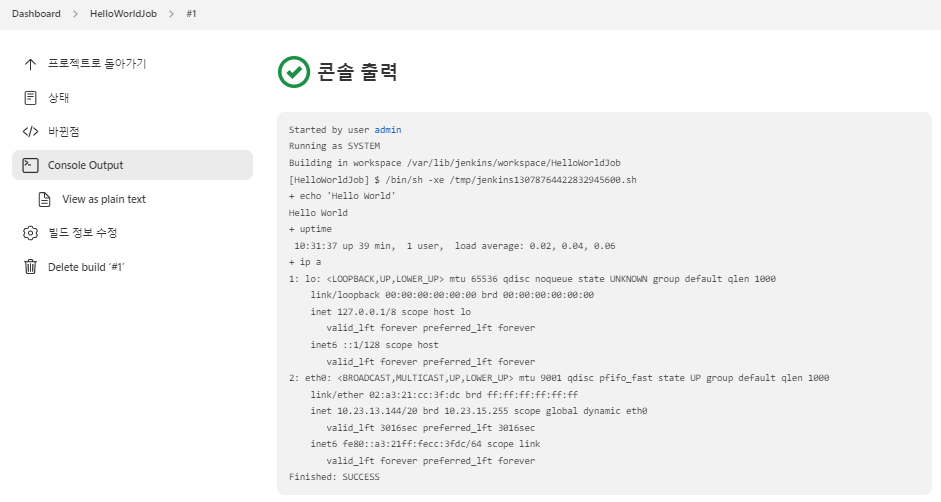 Dashboard > HelloWorldJob > #1
프로젝트로 돌아가기
상태
바뀐점
Console Output
View as plain text
빌드 정보 수정
Delete build ‘#1’
콘솔 출력
Started by user admin
Running as SYSTEM
Building in workspace /var/lib/jenkins/workspace/HelloWorldJob
[HelloWorldJob] $ /bin/sh -xe /tmp/jenkins13078764422832945600.sh
+ echo 'Hello World'
Hello World
+ uptime
 10:31:37 up 39 min,  1 user,  load average: 0.02, 0.04, 0.06
+ ip a
1: lo: <LOOPBACK,UP,LOWER_UP> mtu 65536 qdisc noqueue state UNKNOWN group default qlen 1000
    link/loopback 00:00:00:00:00:00 brd 00:00:00:00:00:00
    inet 127.0.0.1/8 scope host lo
       valid_lft forever preferred_lft forever
    inet6 ::1/128 scope host
       valid_lft forever preferred_lft forever
2: eth0: <BROADCAST,MULTICAST,UP,LOWER_UP> mtu 9001 qdisc pfifo_fast state UP group default qlen 1000
    link/ether 02:a3:21:cc:3f:dc brd ff:ff:ff:ff:ff:ff
    inet 10.23.13.144/20 brd 10.23.15.255 scope global dynamic eth0
       valid_lft 3016sec preferred_lft 3016sec
    inet6 fe80::a3:21ff:fecc:3fdc/64 scope link
       valid_lft forever preferred_lft forever
Finished: SUCCESS